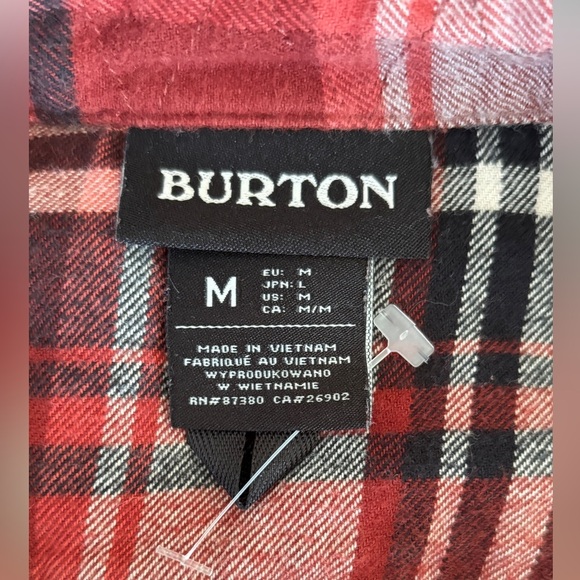 BURTON
M
EU: M
JPN: L
US: M
CA: M/M
MADE IN VIETNAM
FABRIQUÉ AU VIETNAM
WYPRODUKOWANO
W WIETNAMIE
RN#87380 CA#26902